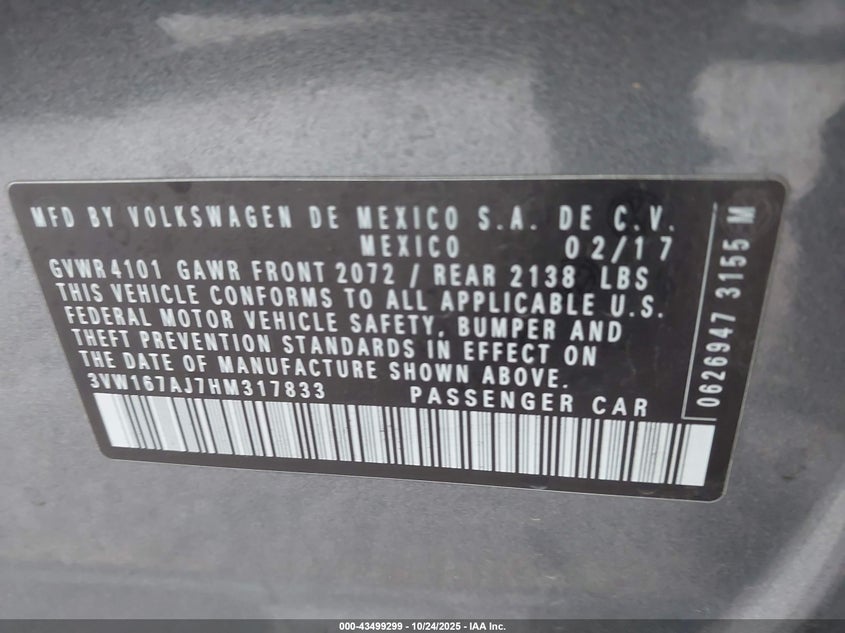 MFD BY VOLKSWAGEN DE MEXICO S.A. DE C.V.
MEXICO 02/17
GVWR 4101 GAWR FRONT 2072 / REAR 2138 LBS
THIS VEHICLE CONFORMS TO ALL APPLICABLE U.S.
FEDERAL MOTOR VEHICLE SAFETY, BUMPER AND
THEFT PREVENTION STANDARDS IN EFFECT ON
THE DATE OF MANUFACTURE SHOWN ABOVE.
3VW167AJ7HM317833 PASSENGER CAR
0626947 3155 M
000-43499299 - 10/24/2025 - IAA Inc.